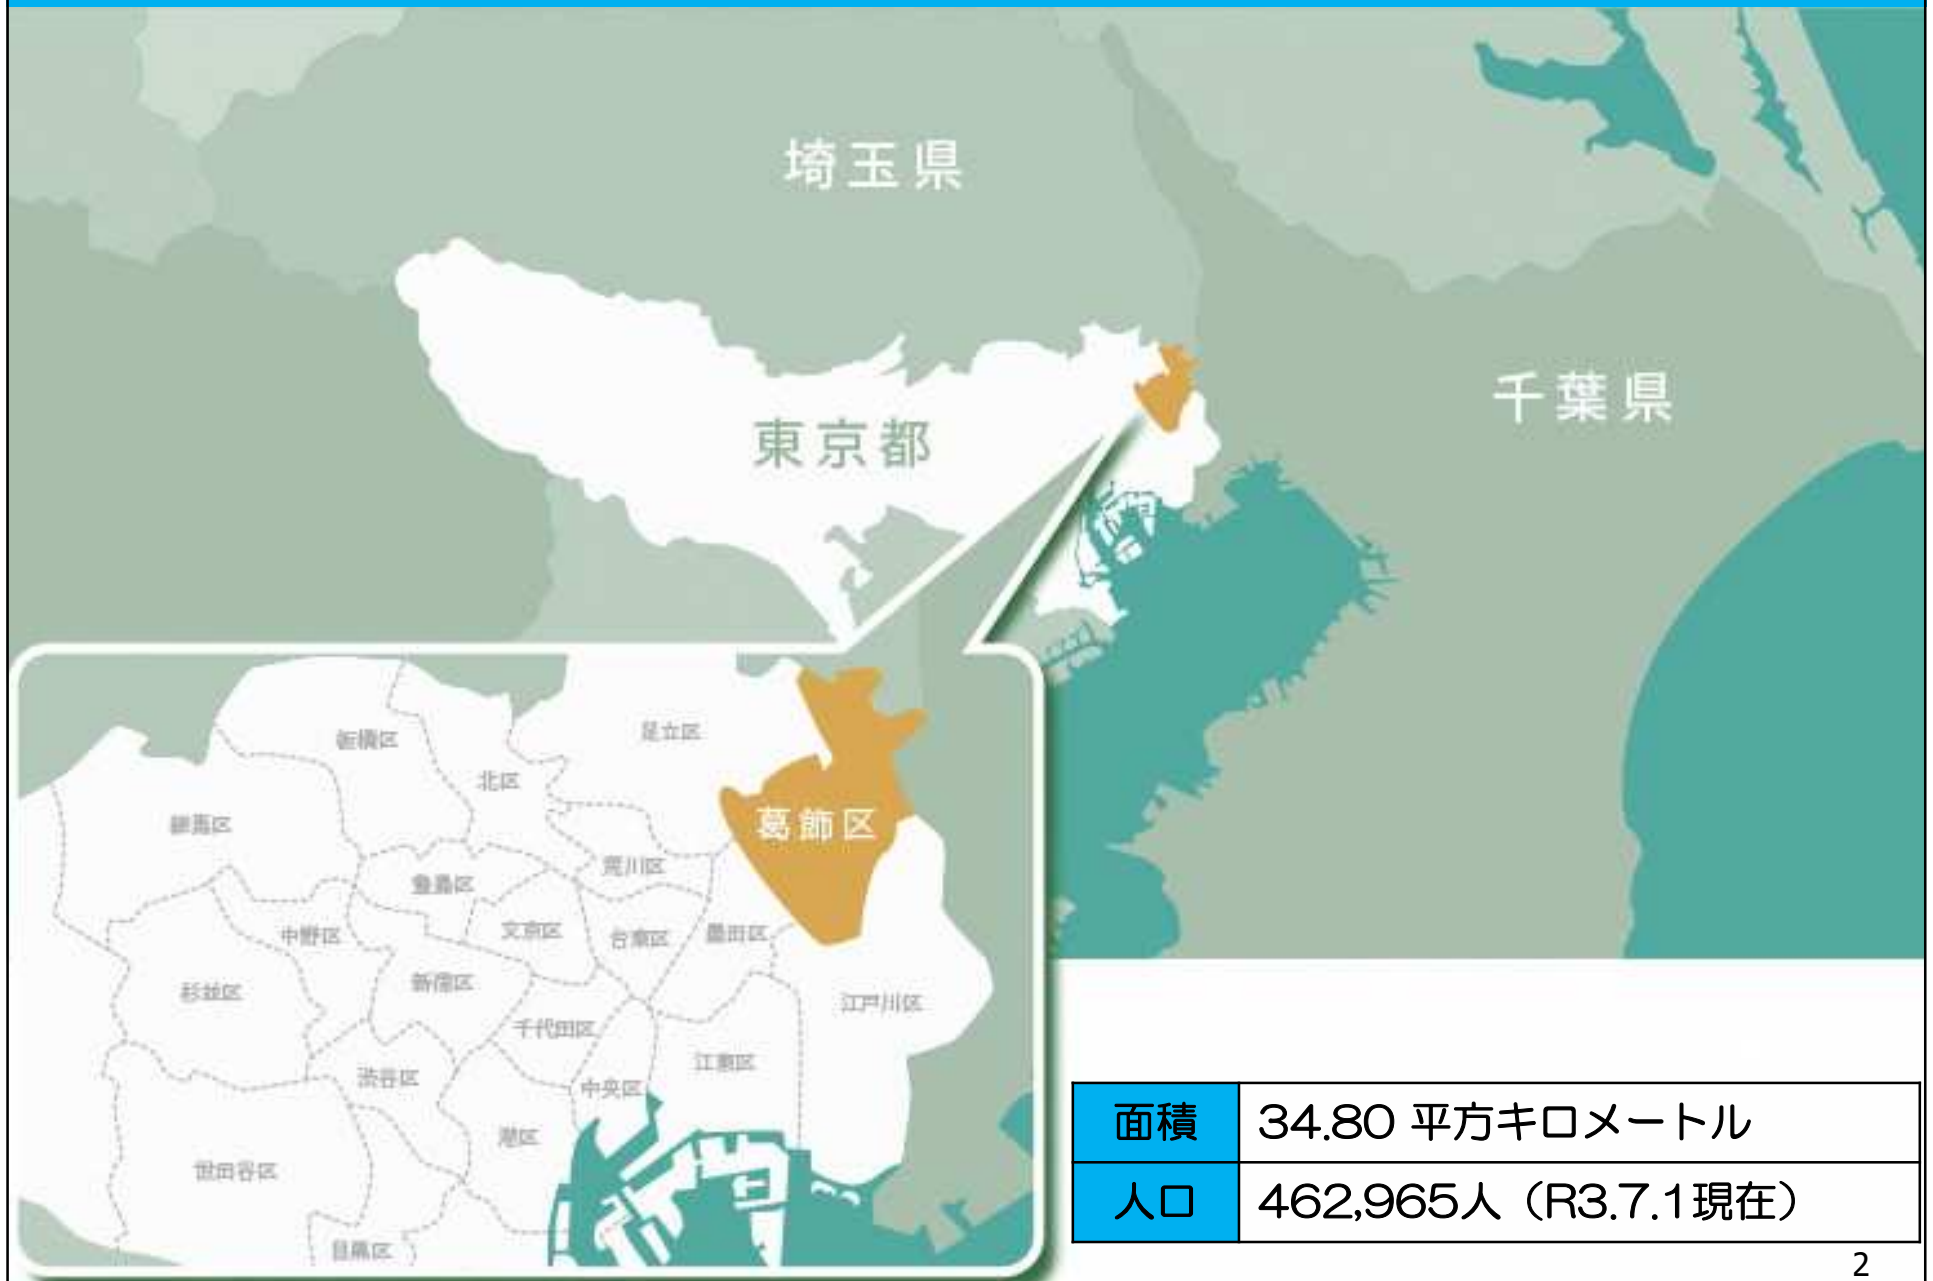 埼玉県
千葉県
東京都
足立区
板橋区
北区
練馬区
葛飾区
荒川区
豊島区
文京区
台東区
墨田区
中野区
新宿区
杉並区
江戸川区
千代田区
江東区
渋谷区
中央区
港区
世田谷区
目黒区
面積 34.80 平方キロメートル
人口 462,965人（R3.7.1現在）
2